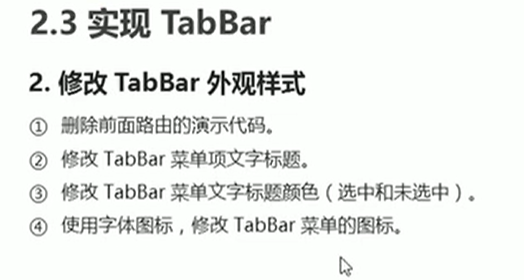 2.3 实现 TabBar
2. 修改 TabBar 外观样式
① 删除前面路由的演示代码。
② 修改 TabBar 菜单项文字标题。
③ 修改 TabBar 菜单文字标题颜色（选中和未选中）。
④ 使用字体图标，修改 TabBar 菜单的图标。